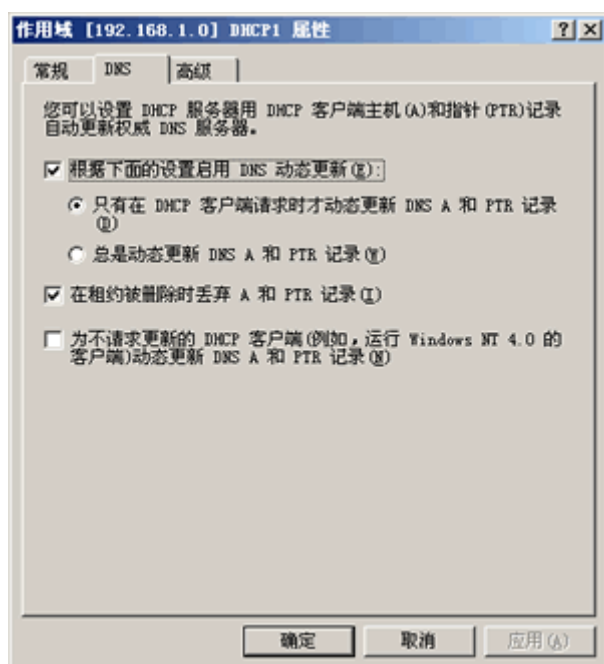 作用域 [192.168.1.0] DHCP1 属性
常规 DNS 高级
您可以设置 DHCP 服务器用 DHCP 客户端主机(A)和指针(PTR)记录
自动更新权威 DNS 服务器。
根据下面的设置启用 DNS 动态更新(E):
只有在 DHCP 客户端请求时才动态更新 DNS A 和 PTR 记录
(D)
总是动态更新 DNS A 和 PTR 记录(W)
在租约被删除时丢弃 A 和 PTR 记录(I)
为不请求更新的 DHCP 客户端(例如，运行 Windows NT 4.0 的
客户端)动态更新 DNS A 和 PTR 记录(N)
确定 取消 应用(A)